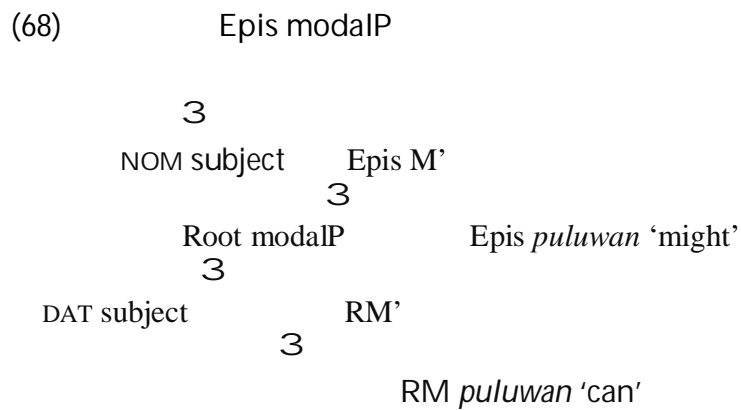 (68) Epis modalP
3
NOM subject Epis M’
3
Root modalP Epis puluwan ‘might’
3
DAT subject RM’
3
RM puluwan ‘can’